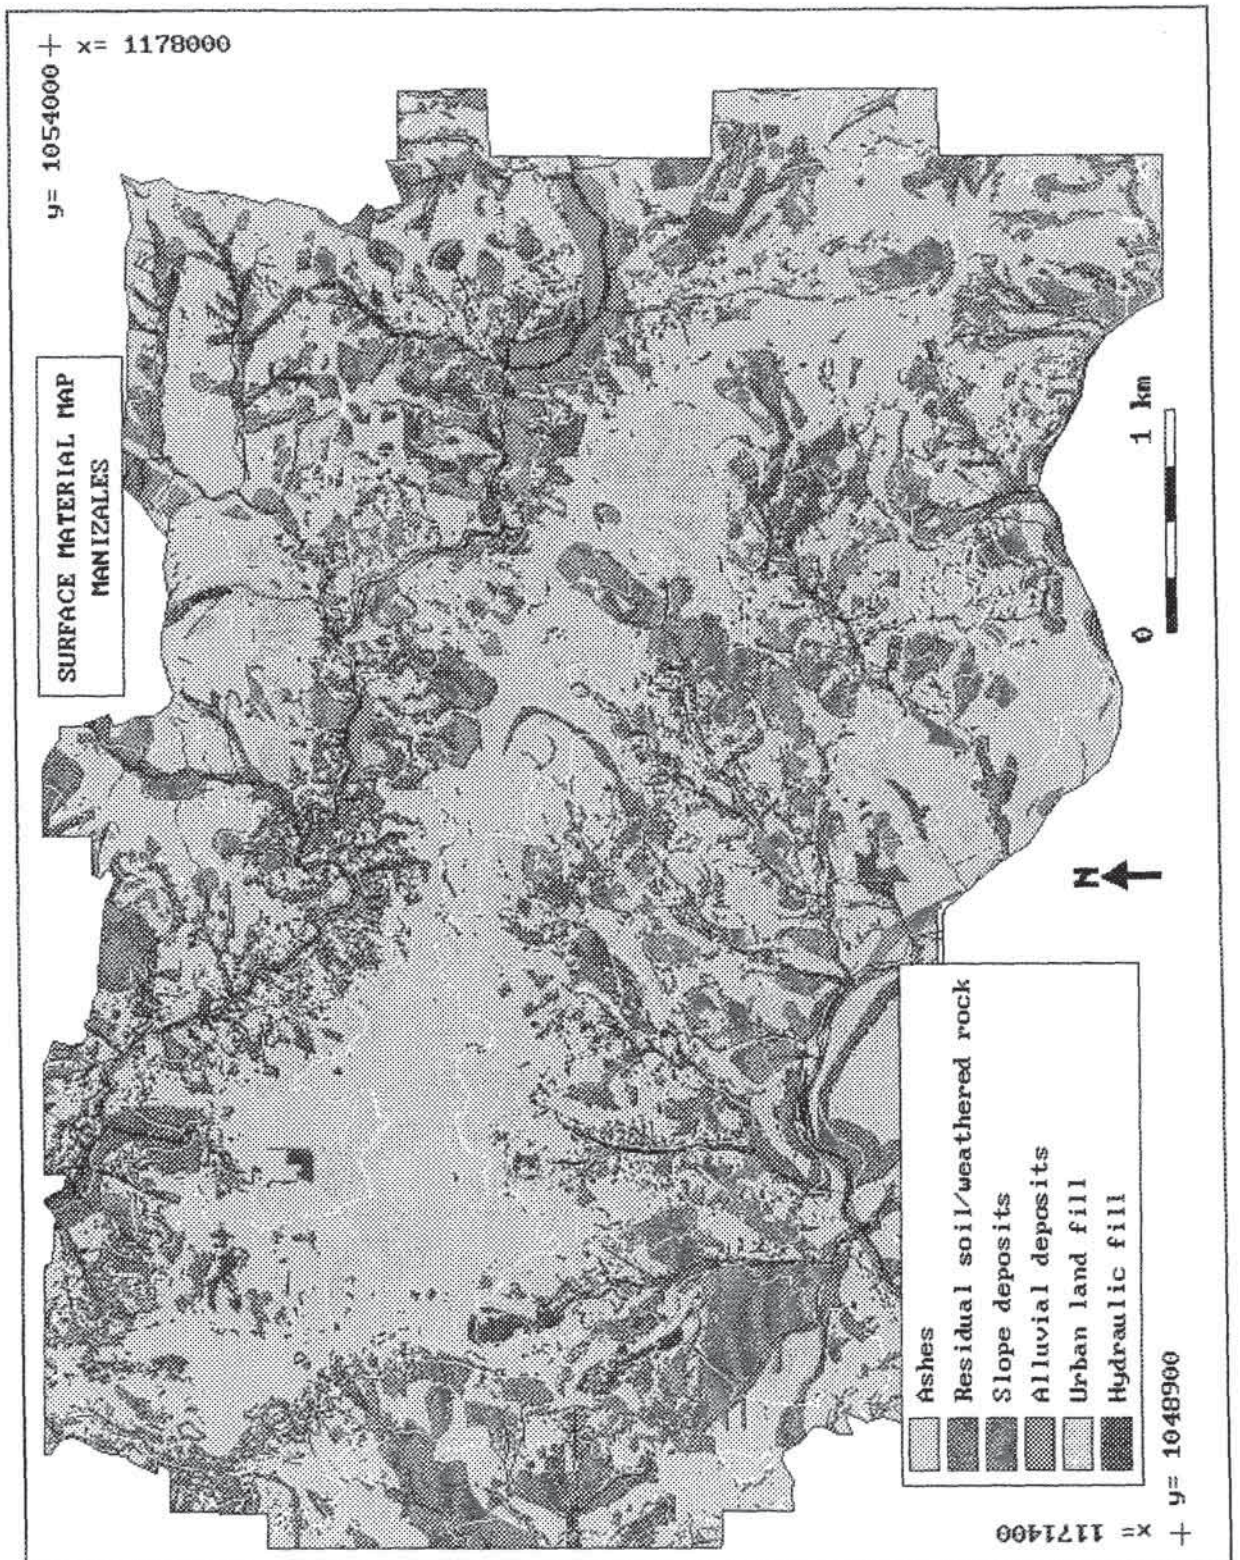 SURFACE MATERIAL MAP
MANIZALES
x= 1178000
y= 1054000
0 1 km
N
Ashes
Residual soil/weathered rock
Slope deposits
Alluvial deposits
Urban land fill
Hydraulic fill
x= 1171400
y= 1048900